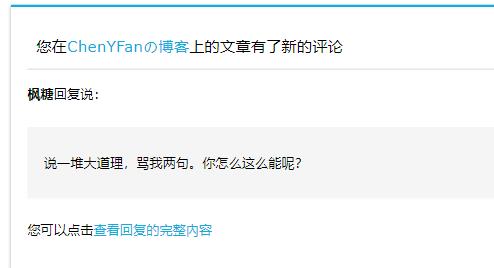 您在ChenYFanの博客上的文章有了新的评论
枫糖回复说：
说一堆大道理，骂我两句。你怎么这么能呢？
您可以点击查看回复的完整内容